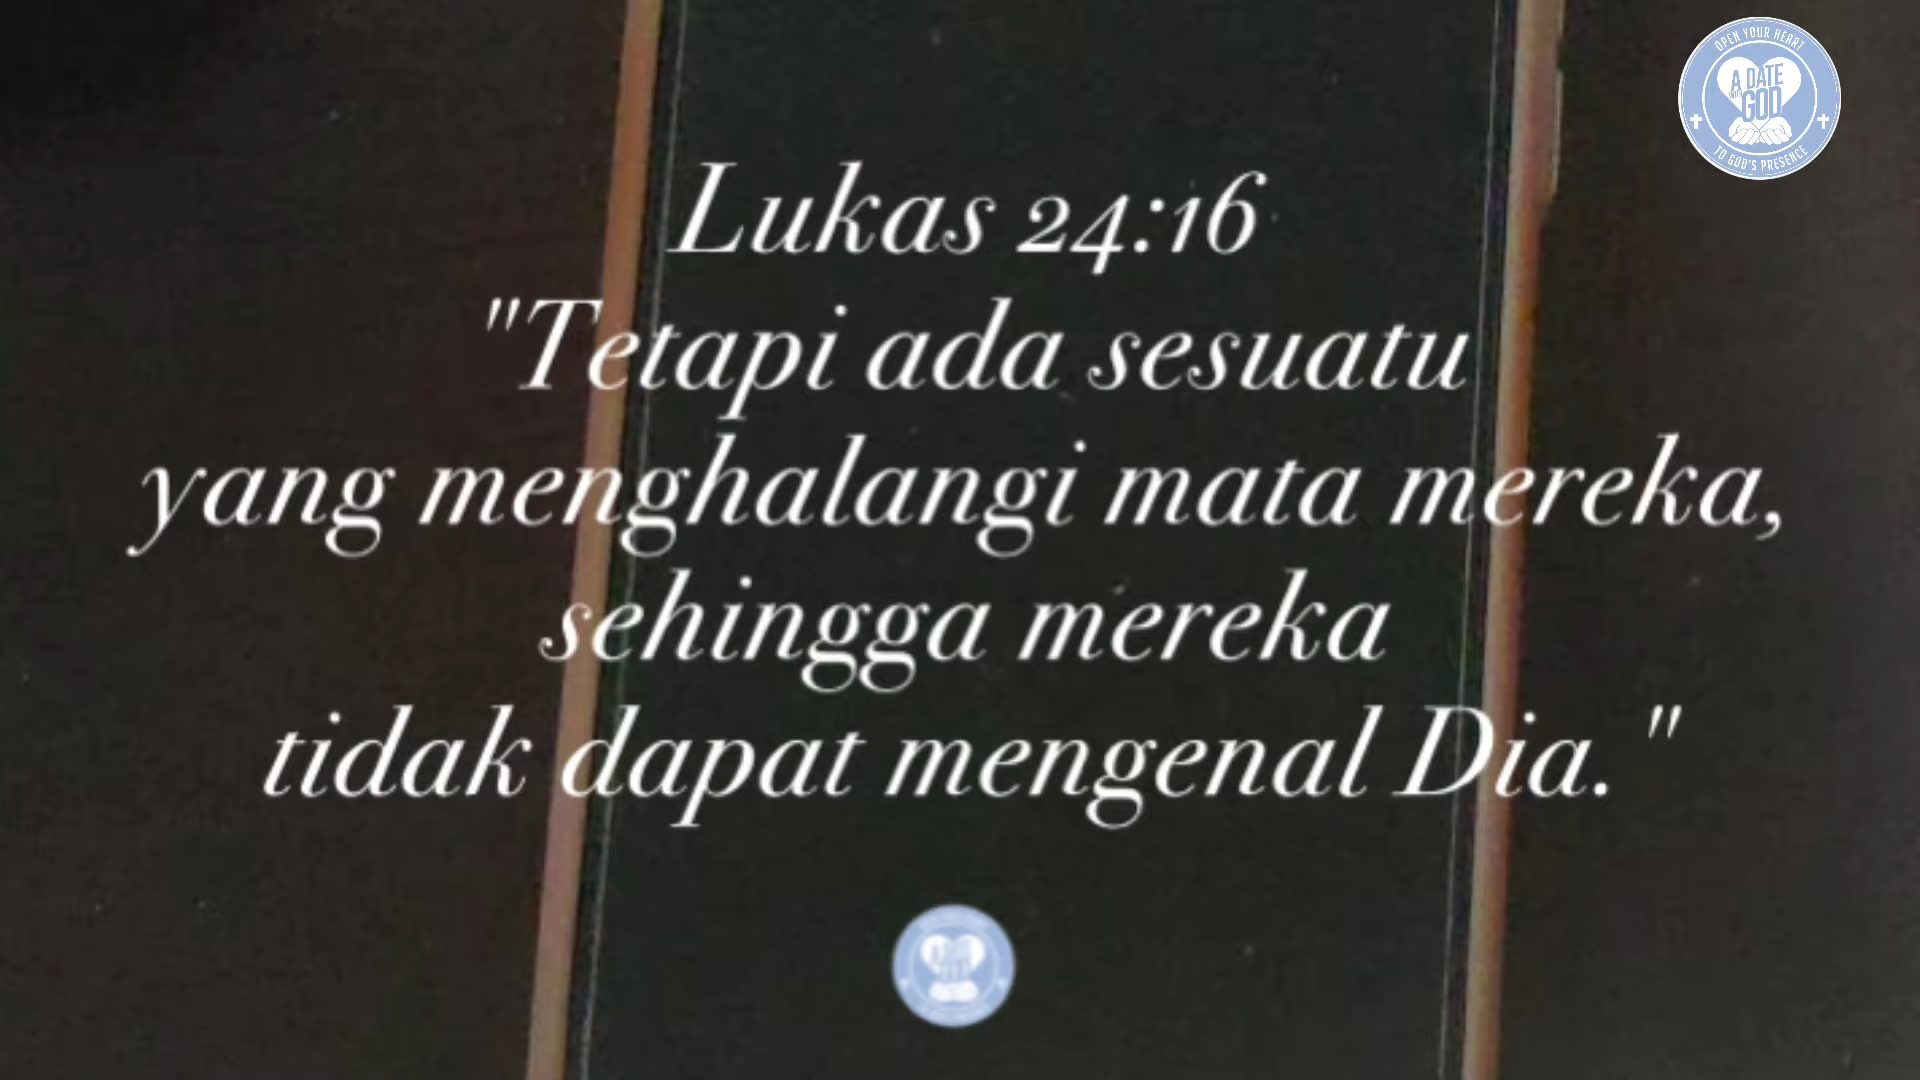 OPEN YOUR HEART
A DATE
GOD
TO GOD'S PRESENCE
Lukas 24:16
"Tetapi ada sesuatu
yang menghalangi mata mereka,
sehingga mereka
tidak dapat mengenal Dia."